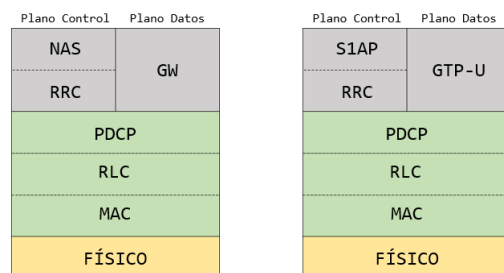 Plano Control Plano Datos
NAS
GW
RRC
PDCP
RLC
MAC
FÍSICO
Plano Control Plano Datos
S1AP
GTP-U
RRC
PDCP
RLC
MAC
FÍSICO